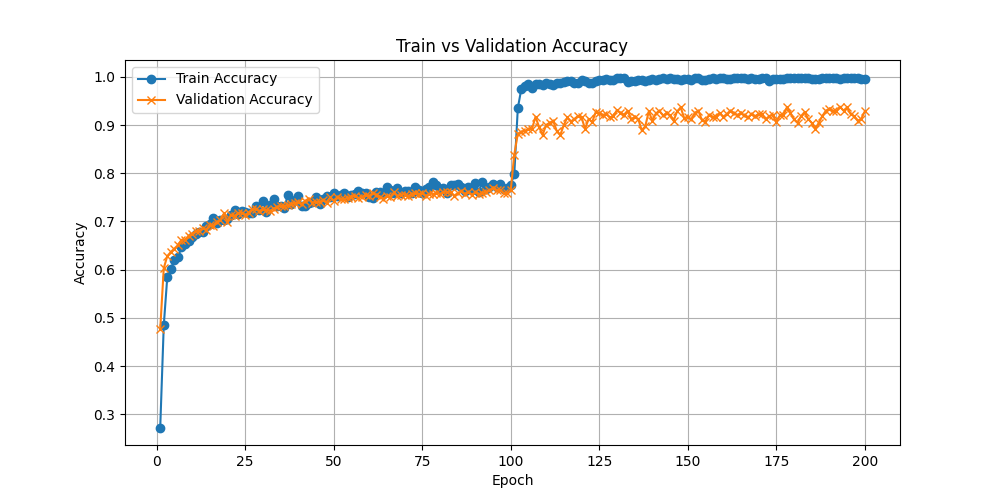 Train vs Validation Accuracy
Train Accuracy
Validation Accuracy
1.0
0.9
0.8
0.7
0.6
0.5
0.4
0.3
Accuracy
0 25 50 75 100 125 150 175 200
Epoch